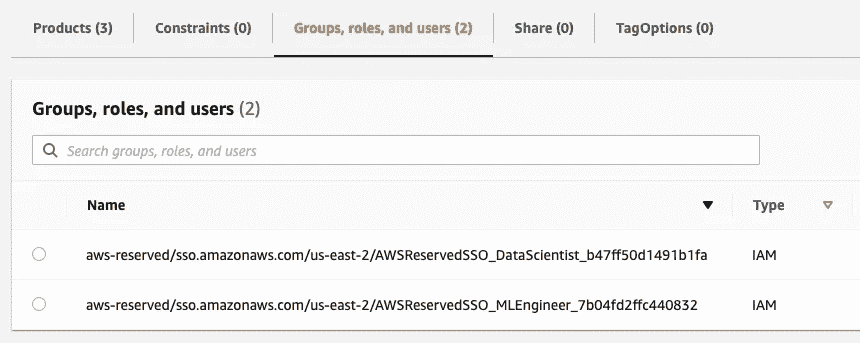 Products (3) Constraints (0) Groups, roles, and users (2) Share (0) TagOptions (0)
Groups, roles, and users (2)
Search groups, roles, and users
Name Type
aws-reserved/sso.amazonaws.com/us-east-2/AWSReservedSSO_DataScientist_b47ff50d1491b1fa IAM
aws-reserved/sso.amazonaws.com/us-east-2/AWSReservedSSO_MLEngineer_7b04fd2ffc440832 IAM